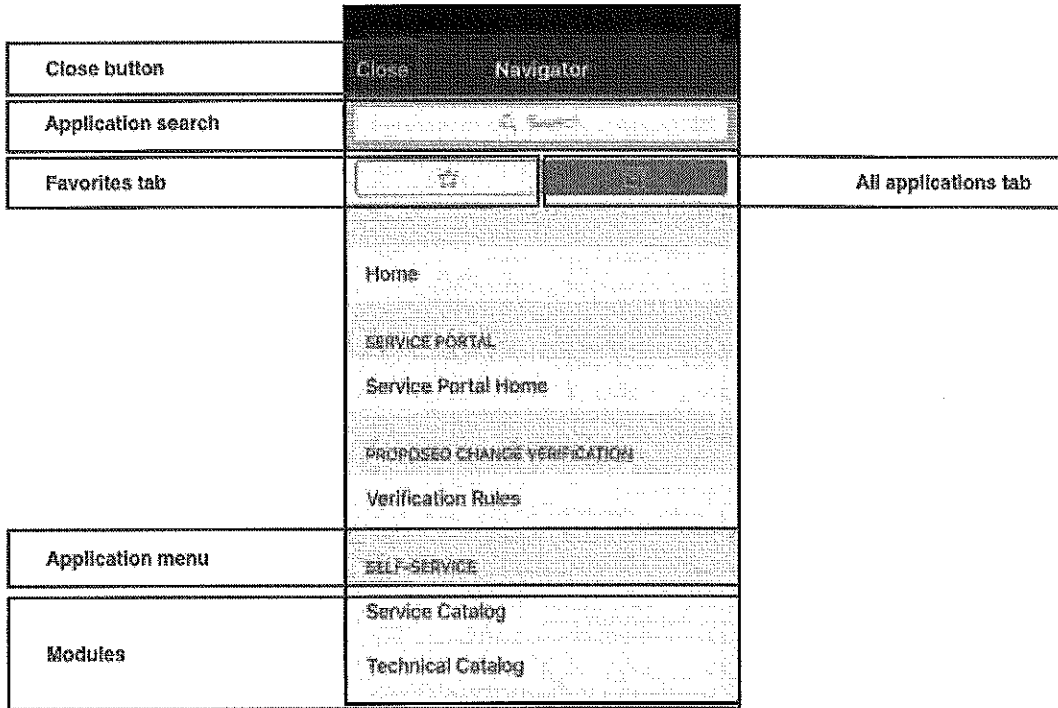 Close button
Close Navigator
Application search
Search
Favorites tab
All applications tab
Home
SERVICE PORTAL
Service Portal Home
PROPOSED CHANGE VERIFICATION
Verification Rules
Application menu
SELF-SERVICE
Service Catalog
Modules
Technical Catalog